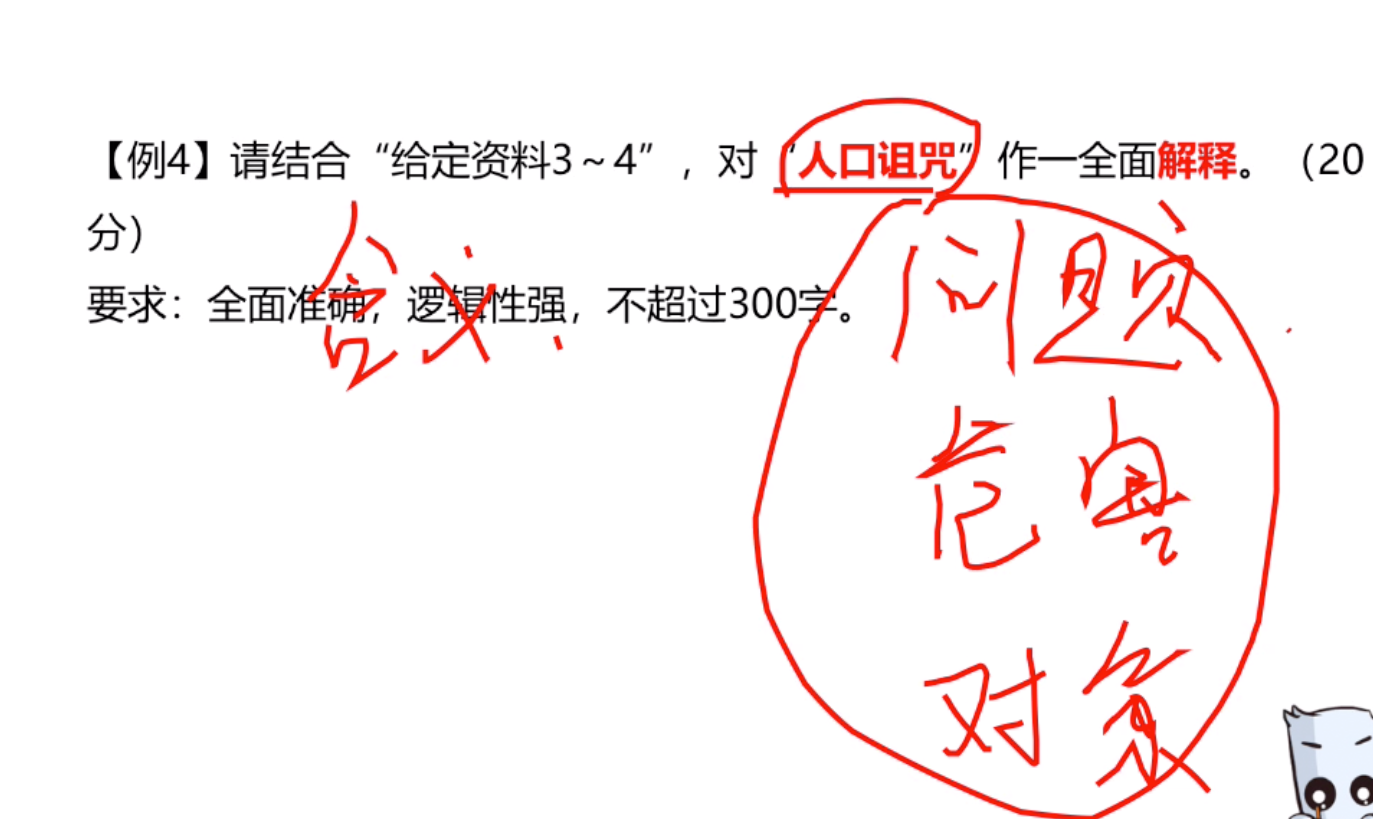 【例4】请结合“给定资料3～4”，对“人口诅咒”作一全面解释。（20
分）
要求：全面准确，逻辑性强，不超过300字。
含义：
问题
危害
对策